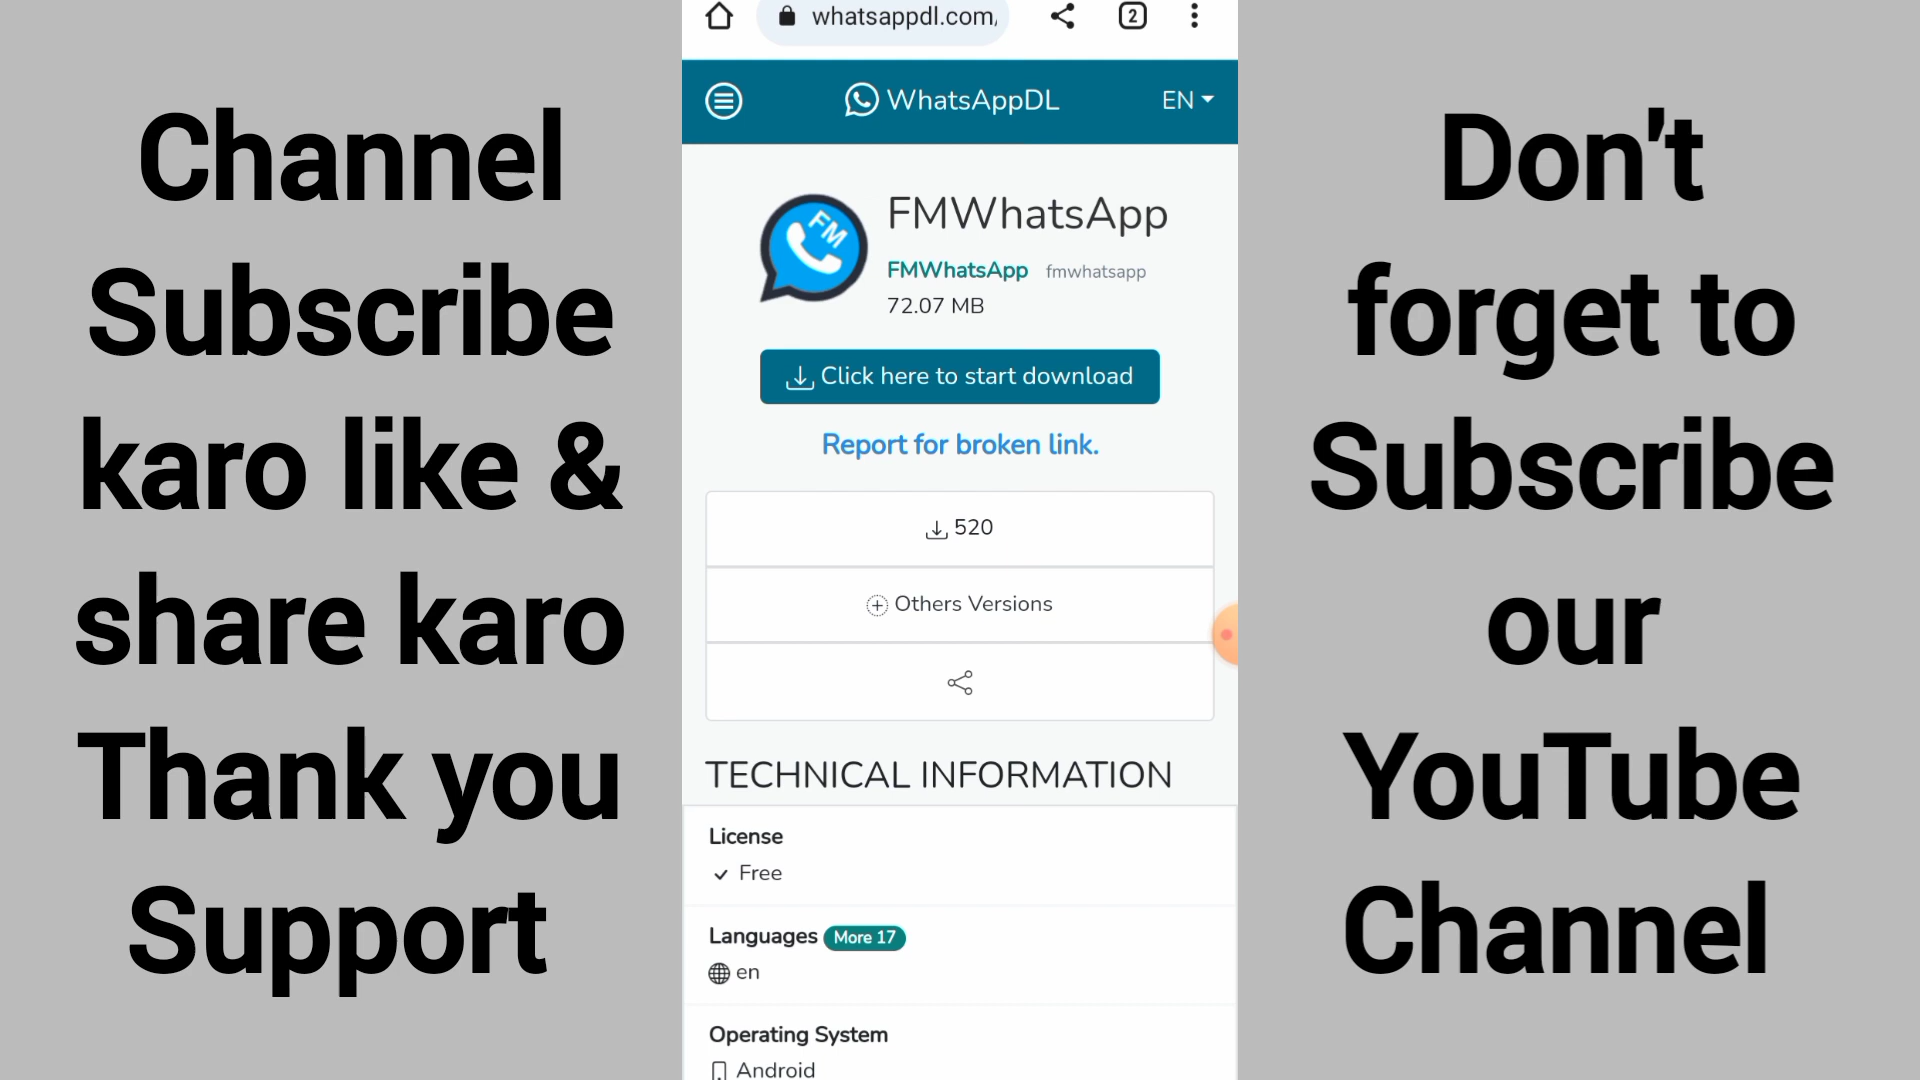 Channel
Subscribe
karo like &
share karo
Thank you
Support
whatsappdl.com/
2
WhatsAppDL
EN
FM
FMWhatsApp
FMWhatsApp fmwhatsapp
72.07 MB
Click here to start download
Report for broken link.
520
Others Versions
TECHNICAL INFORMATION
License
Free
Languages More 17
en
Operating System
Android
Don't
forget to
Subscribe
our
YouTube
Channel